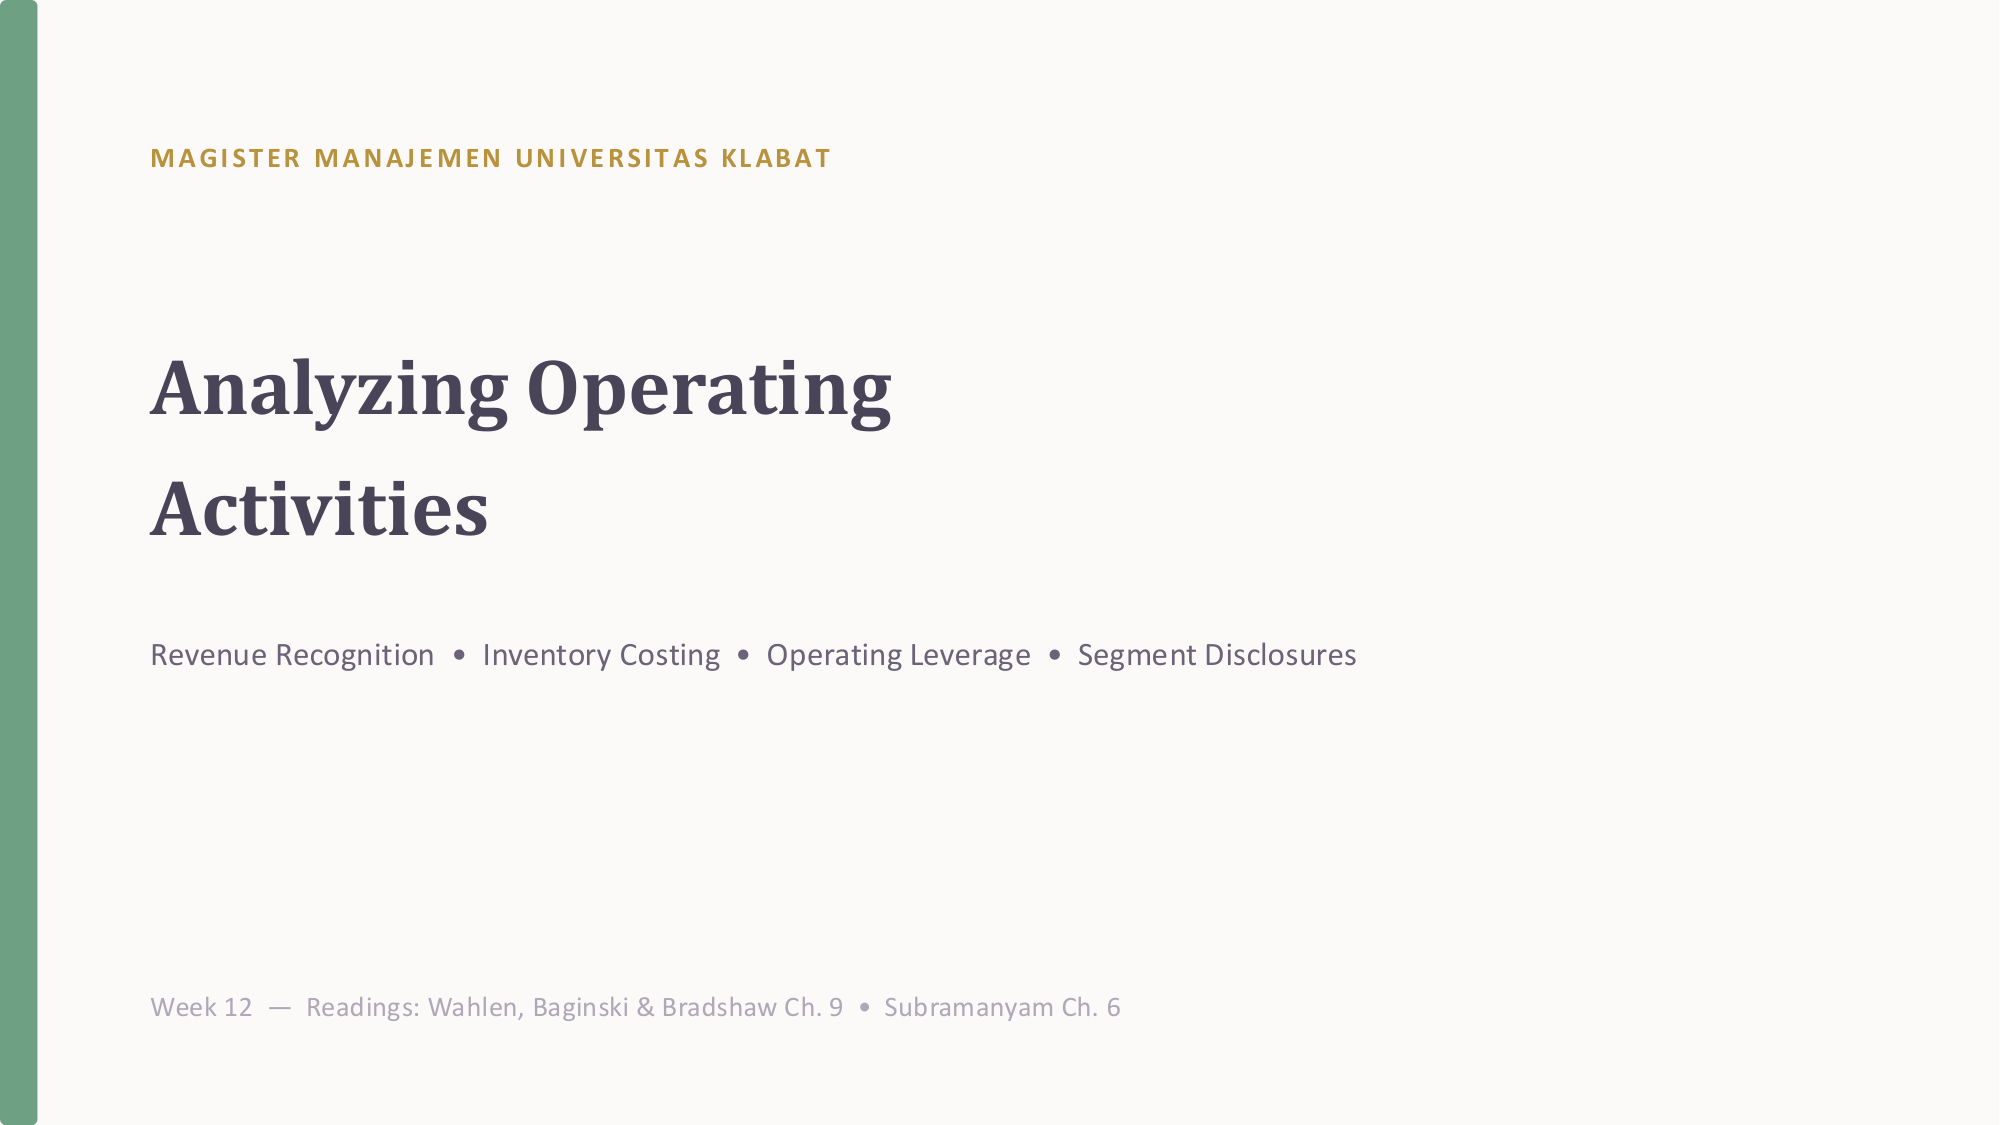 MAGISTER MANAJEMEN UNIVERSITAS KLABAT
Analyzing Operating
Activities
Revenue Recognition • Inventory Costing • Operating Leverage • Segment Disclosures
Week 12 — Readings: Wahlen, Baginski & Bradshaw Ch. 9 • Subramanyam Ch. 6